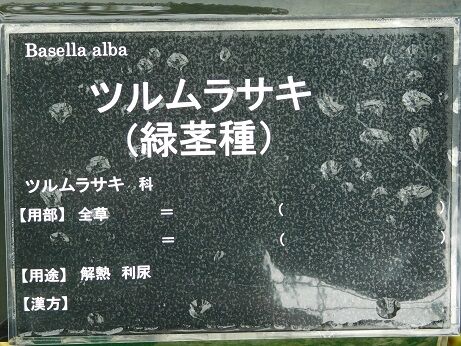 Basella alba
ツルムラサキ
（緑茎種）
ツルムラサキ 科
【用部】 全草 ＝ （ ）
＝ （ ）
【用途】 解熱 利尿
【漢方】